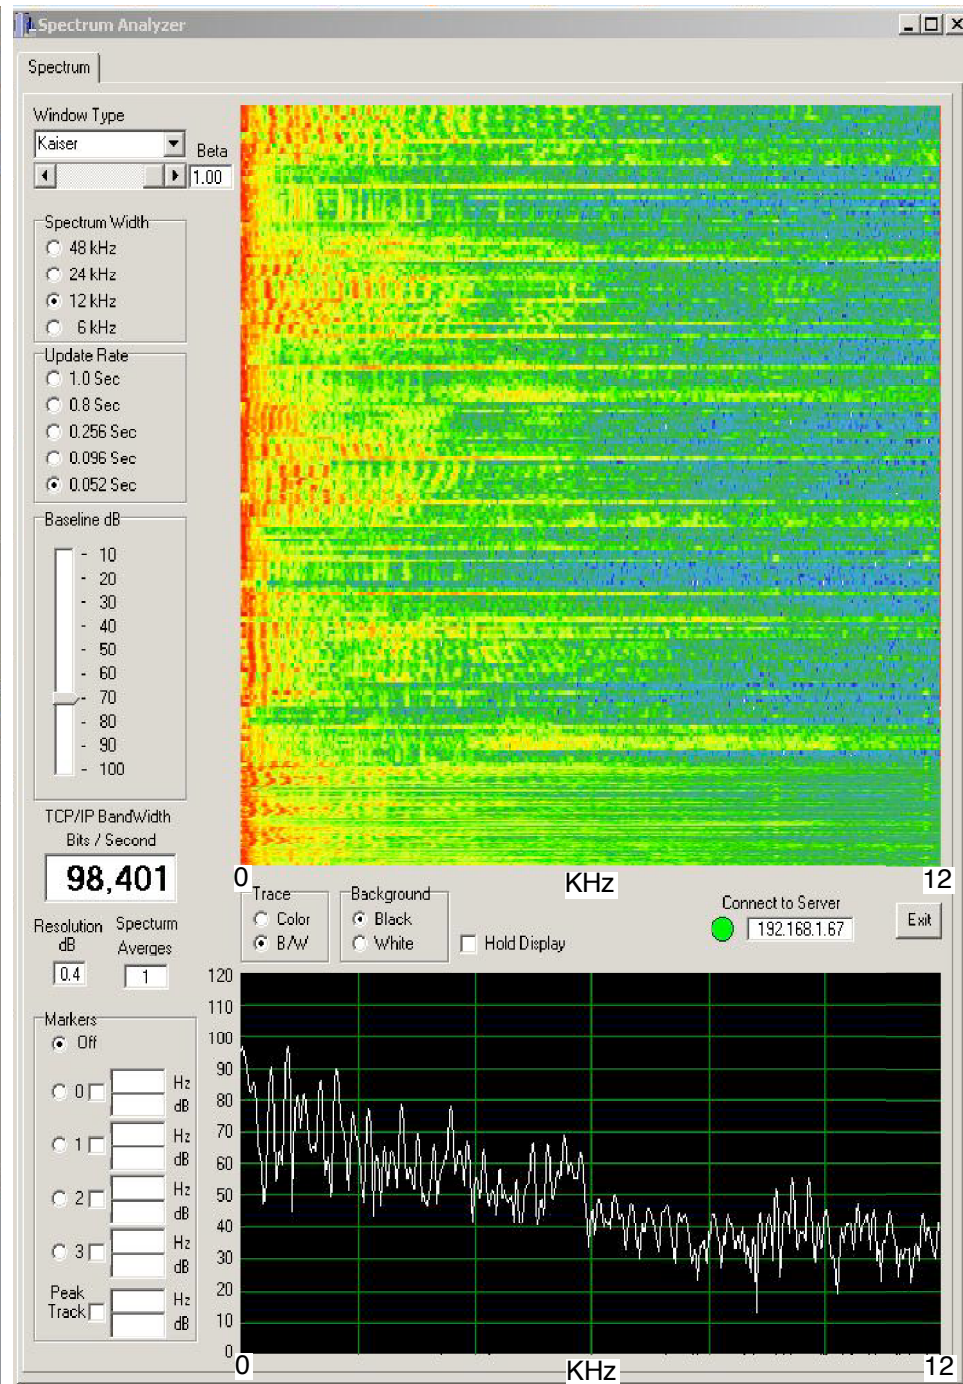 Spectrum Analyzer
Spectrum
Window Type
Kaiser
Beta
1.00
Spectrum Width
48 kHz
24 kHz
12 kHz
6 kHz
Update Rate
1.0 Sec
0.8 Sec
0.256 Sec
0.096 Sec
0.052 Sec
Baseline dB
- 10
- 20
- 30
- 40
- 50
- 60
- 70
- 80
- 90
- 100
TCP/IP BandWidth
Bits / Second
98,401
Resolution
dB
0.4
Specturm
Averges
1
0
KHz
12
Trace
Color
B/W
Background
Black
White
Hold Display
Connect to Server
192.168.1.67
Exit
Markers
Off
0
Hz
dB
1
Hz
dB
2
Hz
dB
3
Hz
dB
Peak
Track
Hz
dB
120
110
100
90
80
70
60
50
40
30
20
10
0
0
KHz
12